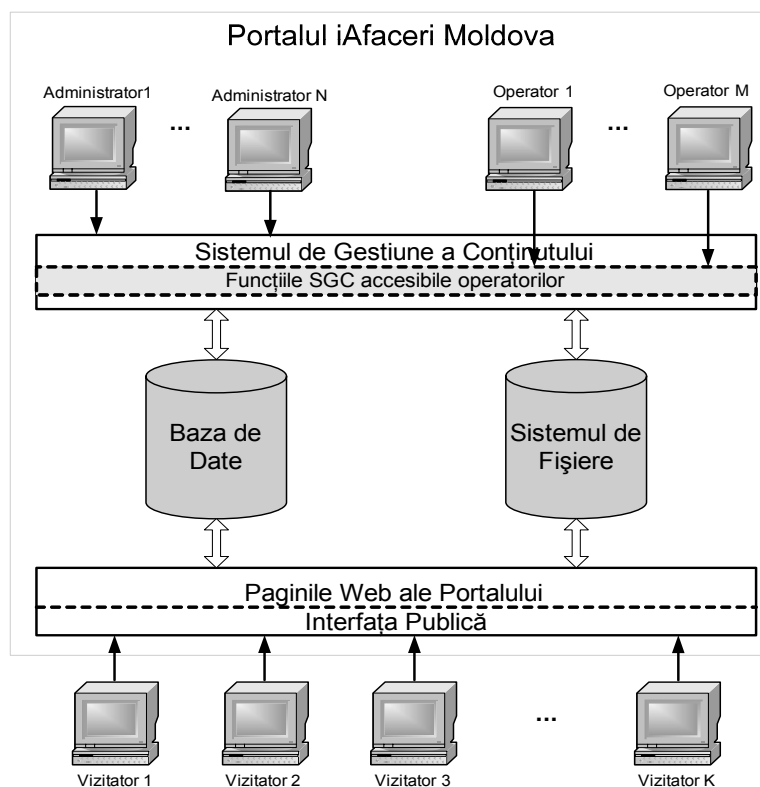 Portalul iAfaceri Moldova
Administrator1
...
Administrator N
Operator 1
...
Operator M
Sistemul de Gestiune a Conținutului
Funcțiile SGC accesibile operatorilor
Baza de
Date
Sistemul de
Fișiere
Paginile Web ale Portalului
Interfața Publică
Vizitator 1
Vizitator 2
Vizitator 3
...
Vizitator K